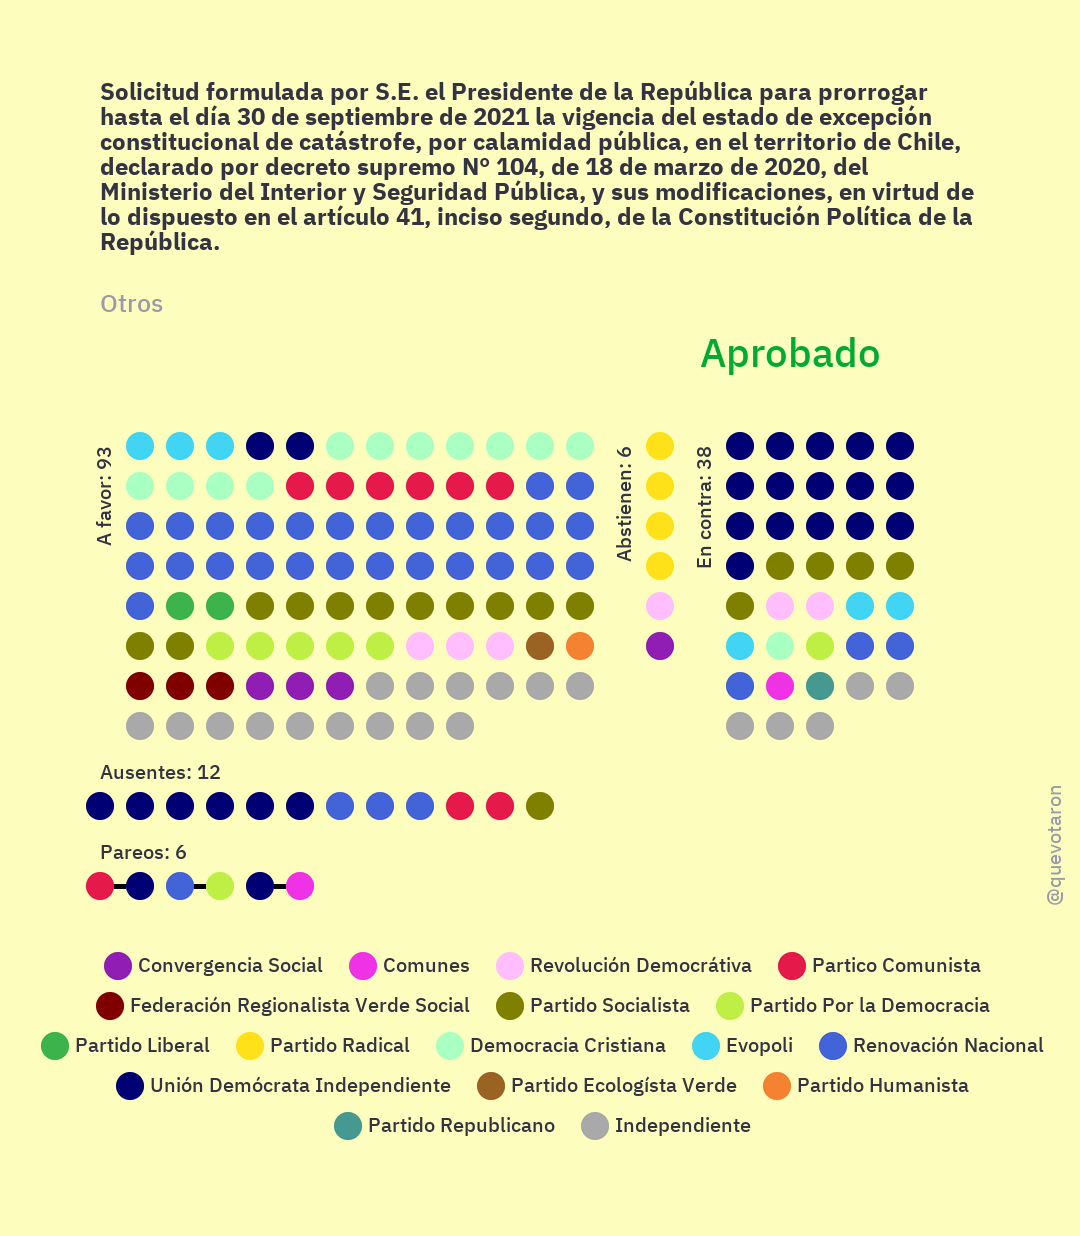 Solicitud formulada por S.E. el Presidente de la República para prorrogar
hasta el día 30 de septiembre de 2021 la vigencia del estado de excepción
constitucional de catástrofe, por calamidad pública, en el territorio de Chile,
declarado por decreto supremo N° 104, de 18 de marzo de 2020, del
Ministerio del Interior y Seguridad Pública, y sus modificaciones, en virtud de
lo dispuesto en el artículo 41, inciso segundo, de la Constitución Política de la
República.
Otros
Aprobado
A favor: 93
Abstienen: 6
En contra: 38
Ausentes: 12
Pareos: 6
@quevotaron
Convergencia Social Comunes Revolución Democrátiva Partico Comunista
Federación Regionalista Verde Social Partido Socialista Partido Por la Democracia
Partido Liberal Partido Radical Democracia Cristiana Evopoli Renovación Nacional
Unión Demócrata Independiente Partido Ecologísta Verde Partido Humanista
Partido Republicano Independiente